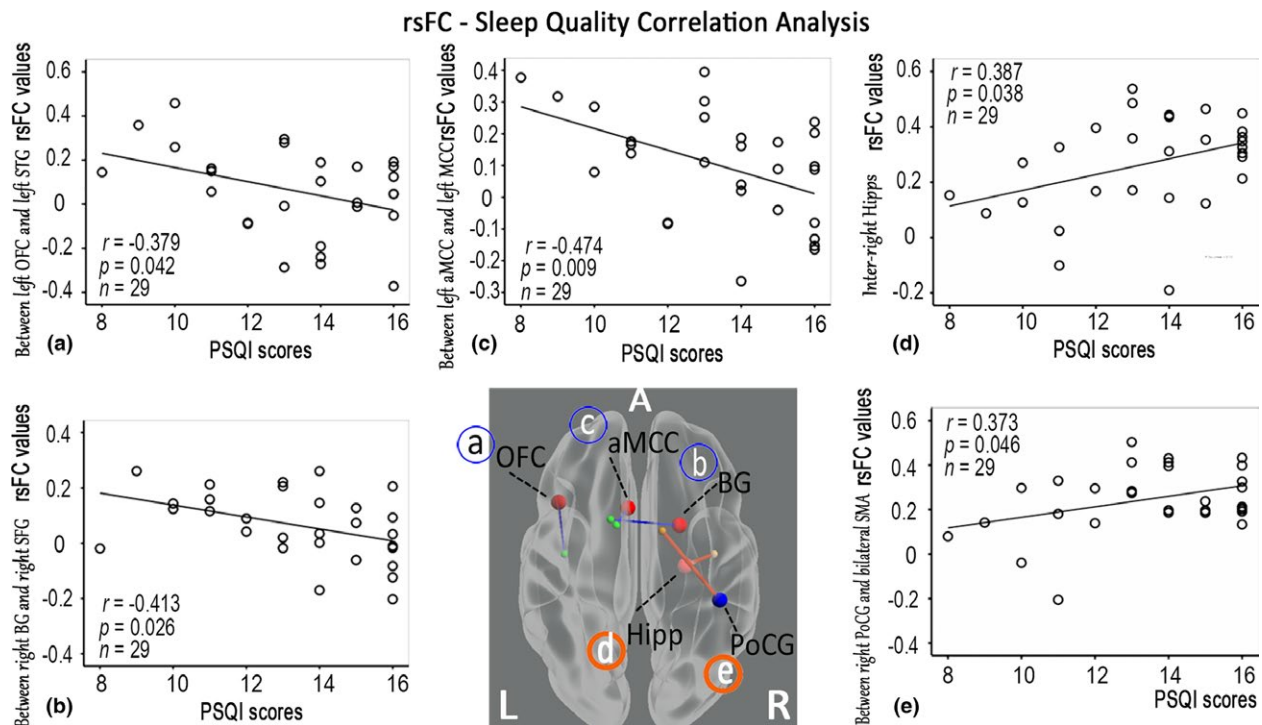 rsFC - Sleep Quality Correlation Analysis
Between left OFC and left STG rsFC values
0.6
0.4
0.2
0
-0.2
-0.4
r = -0.379
p = 0.042
n = 29
8 10 12 14 16
(a) PSQI scores
Between left aMCC and left MCC rsFC values
0.4
0.3
0.2
0.1
0
-0.1
-0.2
-0.3
r = -0.474
p = 0.009
n = 29
8 10 12 14 16
(c) PSQI scores
Inter-right Hipps rsFC values
0.6
0.4
0.2
0
-0.2
r = 0.387
p = 0.038
n = 29
8 10 12 14 16
(d) PSQI scores
Between right BG and right SFG rsFC values
0.4
0.2
0
-0.2
-0.4
r = -0.413
p = 0.026
n = 29
8 10 12 14 16
(b) PSQI scores
A
a
c
b
OFC
aMCC
BG
Hipp
PoCG
d
e
L R
Between right PoCG and bilateral SMA rsFC values
0.6
0.4
0.2
0
-0.2
-0.4
r = 0.373
p = 0.046
n = 29
8 10 12 14 16
(e) PSQI scores